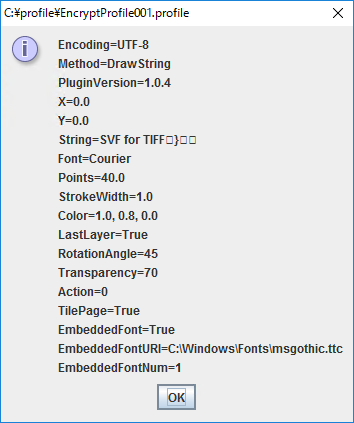 C:¥profile¥EncryptProfile001.profile
Encoding=UTF-8
Method=DrawString
PluginVersion=1.0.4
X=0.0
Y=0.0
String=SVF for TIFF□}□□
Font=Courier
Points=40.0
StrokeWidth=1.0
Color=1.0, 0.8, 0.0
LastLayer=True
RotationAngle=45
Transparency=70
Action=0
TilePage=True
EmbeddedFont=True
EmbeddedFontURI=C:\Windows\Fonts\msgothic.ttc
EmbeddedFontNum=1
OK